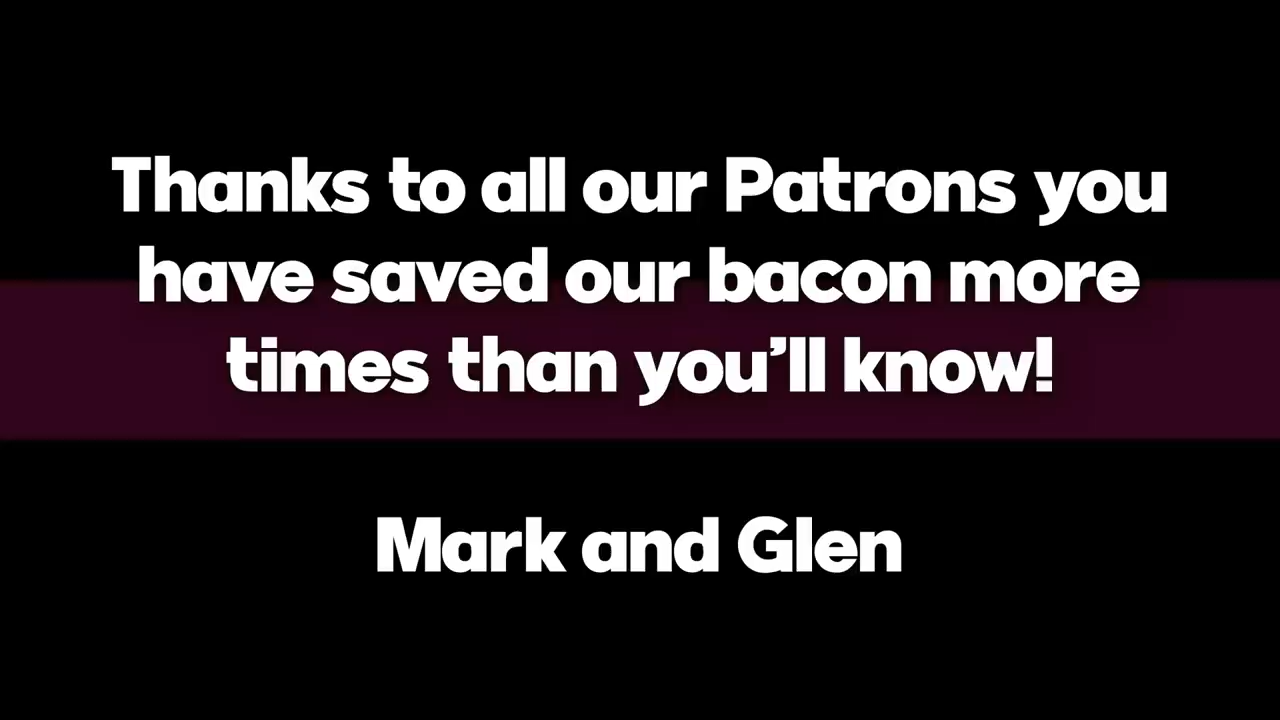 Thanks to all our Patrons you
have saved our bacon more
times than you’ll know!
Mark and Glen